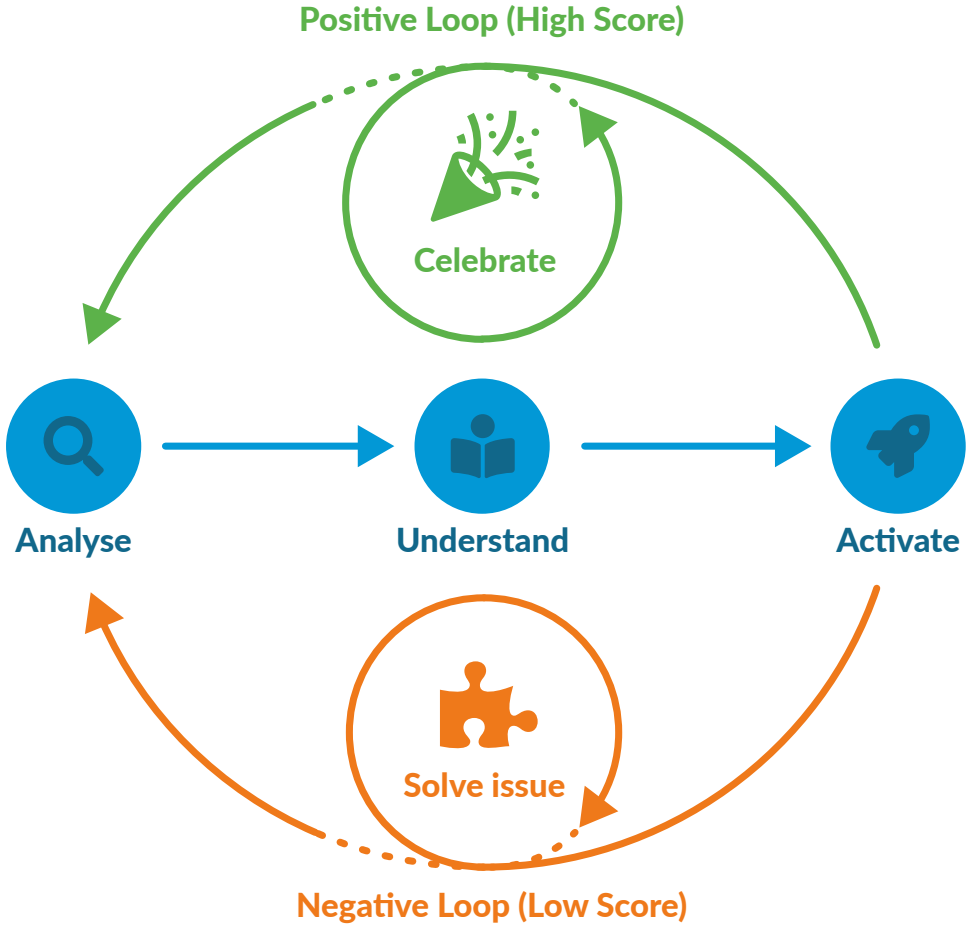 Positive Loop (High Score)
Celebrate
Analyse
Understand
Activate
Solve issue
Negative Loop (Low Score)